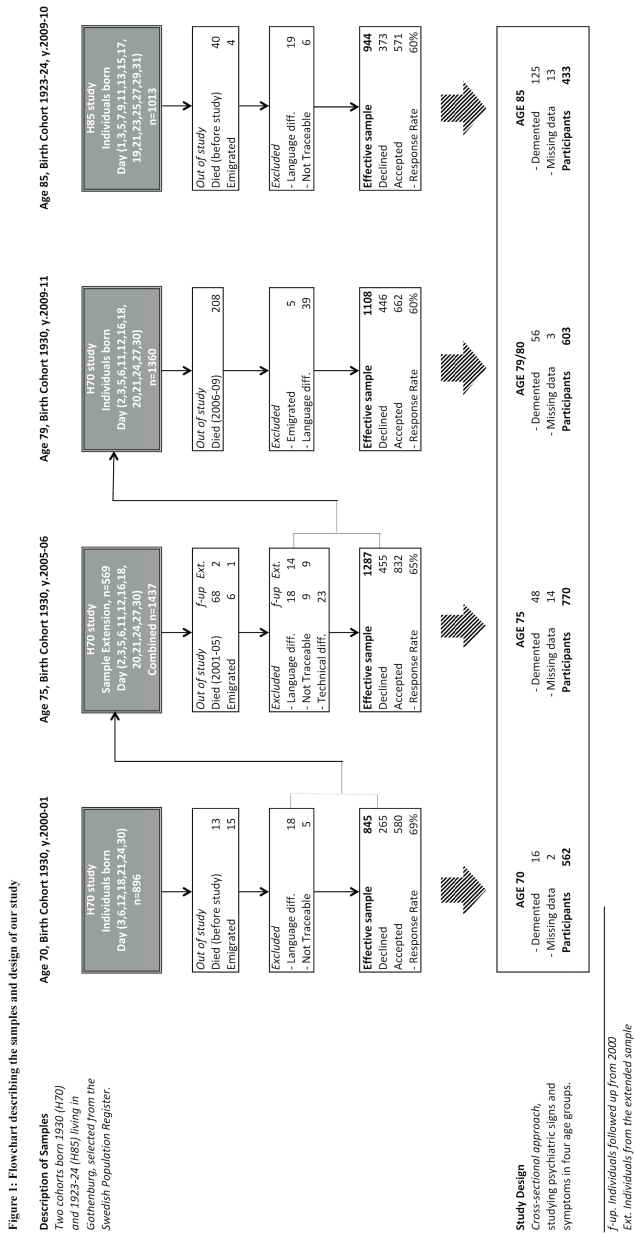 Figure 1: Flowchart describing the samples and design of our study
Description of Samples
Two cohorts born 1930 (H70)
and 1923-24 (H85) living in
Gothenburg, selected from the
Swedish Population Register.
Age 70, Birth Cohort 1930, y.2000-01
H70 study
Individuals born
Day (3,6,12,18,21,24,30)
n=896
Out of study
Died (before study) 13
Emigrated 15
Excluded
- Language diff. 18
- Not Traceable 5
Effective sample 845
Declined 265
Accepted 580
- Response Rate 69%
Age 75, Birth Cohort 1930, y.2005-06
H70 study
Sample Extension, n=569
Day (2,3,5,6,11,12,16,18,
20,21,24,27,30)
Combined n=1437
Out of study f-up Ext.
Died (2001-05) 68 2
Emigrated 6 1
Excluded f-up Ext.
- Language diff. 18 14
- Not Traceable 9 9
- Technical diff. 23
Effective sample 1287
Declined 455
Accepted 832
- Response Rate 65%
Age 79, Birth Cohort 1930, y.2009-11
H70 study
Individuals born
Day (2,3,5,6,11,12,16,18,
20,21,24,27,30)
n=1360
Out of study
Died (2006-09) 208
Excluded
- Emigrated 5
- Language diff. 39
Effective sample 1108
Declined 446
Accepted 662
- Response Rate 60%
Age 85, Birth Cohort 1923-24, y.2009-10
H85 study
Individuals born
Day (1,3,5,7,9,11,13,15,17,
19,21,23,25,27,29,31)
n=1013
Out of study
Died (before study) 40
Emigrated 4
Excluded
- Language diff. 19
- Not Traceable 6
Effective sample 944
Declined 373
Accepted 571
- Response Rate 60%
Study Design
Cross-sectional approach,
studying psychiatric signs and
symptoms in four age groups.
AGE 70
- Demented 16
- Missing data 2
Participants 562
AGE 75
- Demented 48
- Missing data 14
Participants 770
AGE 79/80
- Demented 56
- Missing data 3
Participants 603
AGE 85
- Demented 125
- Missing data 13
Participants 433
f-up. Individuals followed up from 2000
Ext. Individuals from the extended sample